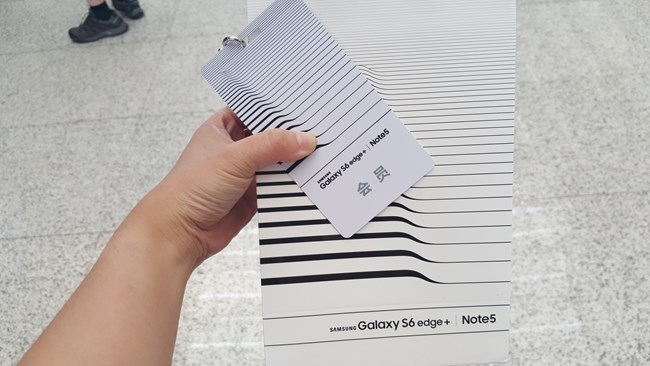 SAMSUNG
Galaxy S6 edge+ | Note5
会员
SAMSUNG Galaxy S6 edge+ | Note5